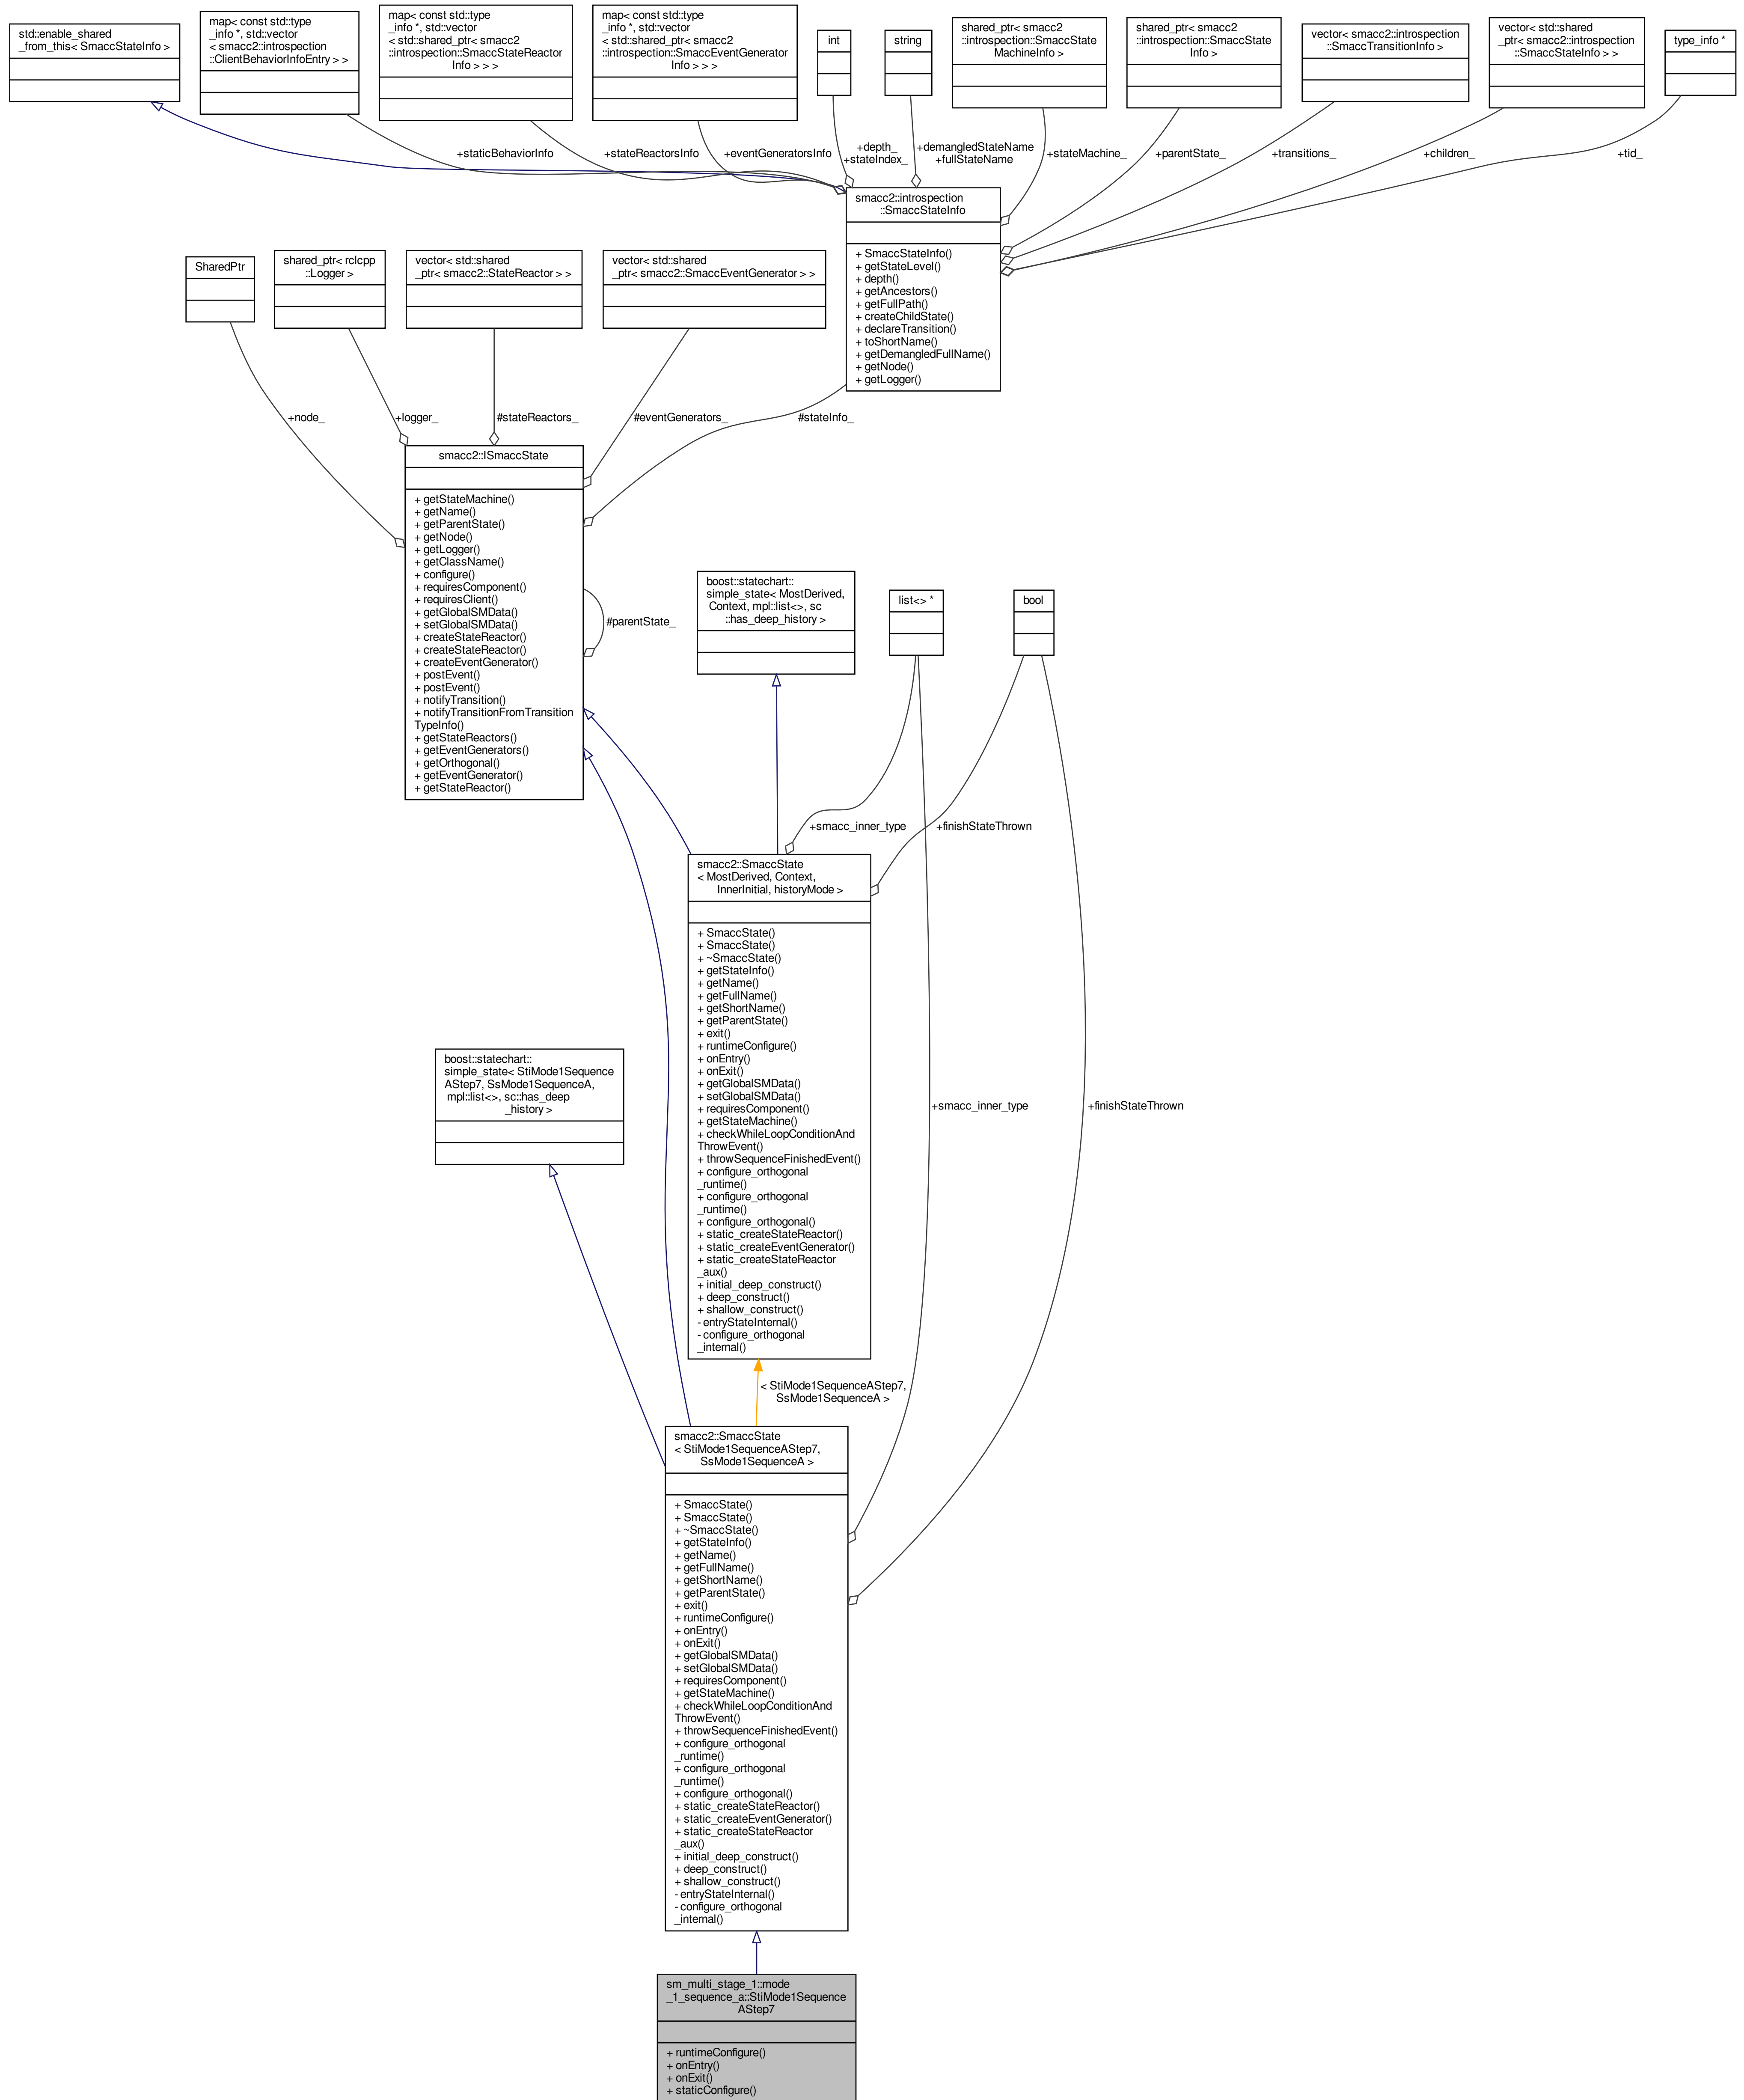 std::enable_shared
_from_this< SmaccStateInfo >
map< const std::type
_info *, std::vector
< smacc2::introspection
::ClientBehaviorInfoEntry > >
map< const std::type
_info *, std::vector
< std::shared_ptr< smacc2
::introspection::SmaccStateReactor
Info > > >
map< const std::type
_info *, std::vector
< std::shared_ptr< smacc2
::introspection::SmaccEventGenerator
Info > > >
int
string
shared_ptr< smacc2
::introspection::SmaccState
MachineInfo >
shared_ptr< smacc2
::introspection::SmaccState
Info >
vector< smacc2::introspection
::SmaccTransitionInfo >
vector< std::shared
_ptr< smacc2::introspection
::SmaccStateInfo > >
type_info *
+staticBehaviorInfo
+stateReactorsInfo
+eventGeneratorsInfo
+depth_
+stateIndex_
+demangledStateName
+fullStateName
+stateMachine_
+parentState_
+transitions_
+children_
+tid_
smacc2::introspection
::SmaccStateInfo
+ SmaccStateInfo()
+ getStateLevel()
+ depth()
+ getAncestors()
+ getFullPath()
+ createChildState()
+ declareTransition()
+ toShortName()
+ getDemangledFullName()
+ getNode()
+ getLogger()
SharedPtr
shared_ptr< rclcpp
::Logger >
vector< std::shared
_ptr< smacc2::StateReactor > >
vector< std::shared
_ptr< smacc2::SmaccEventGenerator > >
+node_
+logger_
#stateReactors_
#eventGenerators_
#stateInfo_
smacc2::ISmaccState
+ getStateMachine()
+ getName()
+ getParentState()
+ getNode()
+ getLogger()
+ getClassName()
+ configure()
+ requiresComponent()
+ requiresClient()
+ getGlobalSMData()
+ setGlobalSMData()
+ createStateReactor()
+ createStateReactor()
+ createEventGenerator()
+ postEvent()
+ postEvent()
+ notifyTransition()
+ notifyTransitionFromTransition
TypeInfo()
+ getStateReactors()
+ getEventGenerators()
+ getOrthogonal()
+ getEventGenerator()
+ getStateReactor()
#parentState_
boost::statechart::
simple_state< MostDerived,
Context, mpl::list<>, sc
::has_deep_history >
list<> *
bool
+smacc_inner_type
+finishStateThrown
smacc2::SmaccState
< MostDerived, Context,
InnerInitial, historyMode >
+ SmaccState()
+ SmaccState()
+ ~SmaccState()
+ getStateInfo()
+ getName()
+ getFullName()
+ getShortName()
+ getParentState()
+ exit()
+ runtimeConfigure()
+ onEntry()
+ onExit()
+ getGlobalSMData()
+ setGlobalSMData()
+ requiresComponent()
+ getStateMachine()
+ checkWhileLoopConditionAnd
ThrowEvent()
+ throwSequenceFinishedEvent()
+ configure_orthogonal
_runtime()
+ configure_orthogonal
_runtime()
+ configure_orthogonal()
+ static_createStateReactor()
+ static_createEventGenerator()
+ static_createStateReactor
_aux()
+ initial_deep_construct()
+ deep_construct()
+ shallow_construct()
- entryStateInternal()
- configure_orthogonal
_internal()
boost::statechart::
simple_state< StiMode1Sequence
AStep7, SsMode1SequenceA,
mpl::list<>, sc::has_deep
_history >
+smacc_inner_type
+finishStateThrown
< StiMode1SequenceAStep7,
SsMode1SequenceA >
smacc2::SmaccState
< StiMode1SequenceAStep7,
SsMode1SequenceA >
+ SmaccState()
+ SmaccState()
+ ~SmaccState()
+ getStateInfo()
+ getName()
+ getFullName()
+ getShortName()
+ getParentState()
+ exit()
+ runtimeConfigure()
+ onEntry()
+ onExit()
+ getGlobalSMData()
+ setGlobalSMData()
+ requiresComponent()
+ getStateMachine()
+ checkWhileLoopConditionAnd
ThrowEvent()
+ throwSequenceFinishedEvent()
+ configure_orthogonal
_runtime()
+ configure_orthogonal
_runtime()
+ configure_orthogonal()
+ static_createStateReactor()
+ static_createEventGenerator()
+ static_createStateReactor
_aux()
+ initial_deep_construct()
+ deep_construct()
+ shallow_construct()
- entryStateInternal()
- configure_orthogonal
_internal()
sm_multi_stage_1::mode
_1_sequence_a::StiMode1Sequence
AStep7
+ runtimeConfigure()
+ onEntry()
+ onExit()
+ staticConfigure()